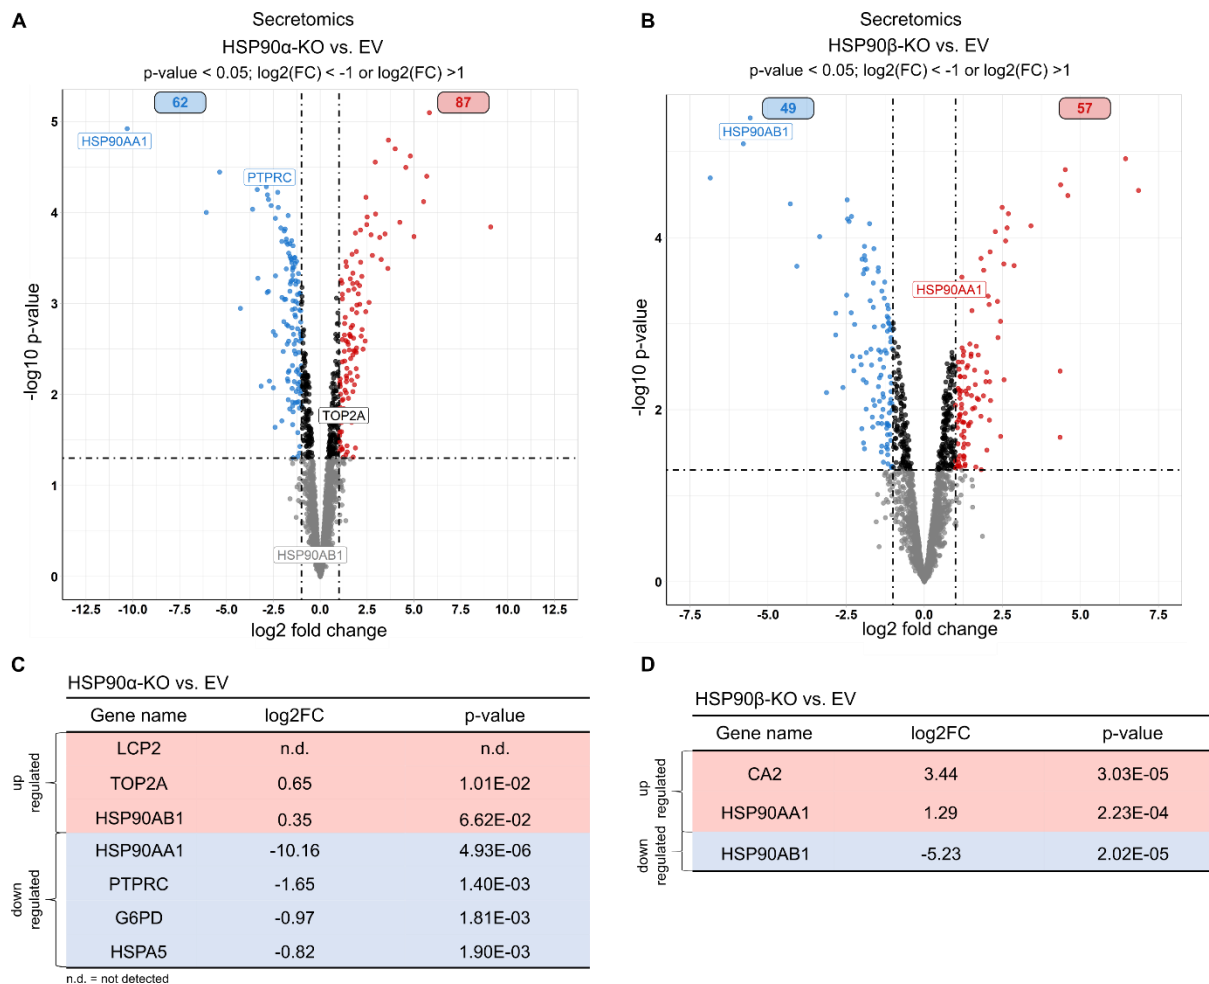 A
Secretomics
HSP90α-KO vs. EV
p-value < 0.05; log2(FC) < -1 or log2(FC) >1
62
87
HSP90AA1
PTPRC
TOP2A
HSP90AB1
-log10 p-value
5
4
3
2
1
0
-12.5 -10.0 -7.5 -5.0 -2.5 0.0 2.5 5.0 7.5 10.0 12.5
log2 fold change
B
Secretomics
HSP90β-KO vs. EV
p-value < 0.05; log2(FC) < -1 or log2(FC) >1
49
57
HSP90AB1
HSP90AA1
-log10 p-value
4
2
0
-7.5 -5.0 -2.5 0.0 2.5 5.0 7.5
log2 fold change
C
HSP90α-KO vs. EV
Gene name log2FC p-value
up
regulated
LCP2 n.d. n.d.
TOP2A 0.65 1.01E-02
HSP90AB1 0.35 6.62E-02
down
regulated
HSP90AA1 -10.16 4.93E-06
PTPRC -1.65 1.40E-03
G6PD -0.97 1.81E-03
HSPA5 -0.82 1.90E-03
n.d. = not detected
D
HSP90β-KO vs. EV
Gene name log2FC p-value
up
regulated
CA2 3.44 3.03E-05
HSP90AA1 1.29 2.23E-04
down
regulated
HSP90AB1 -5.23 2.02E-05